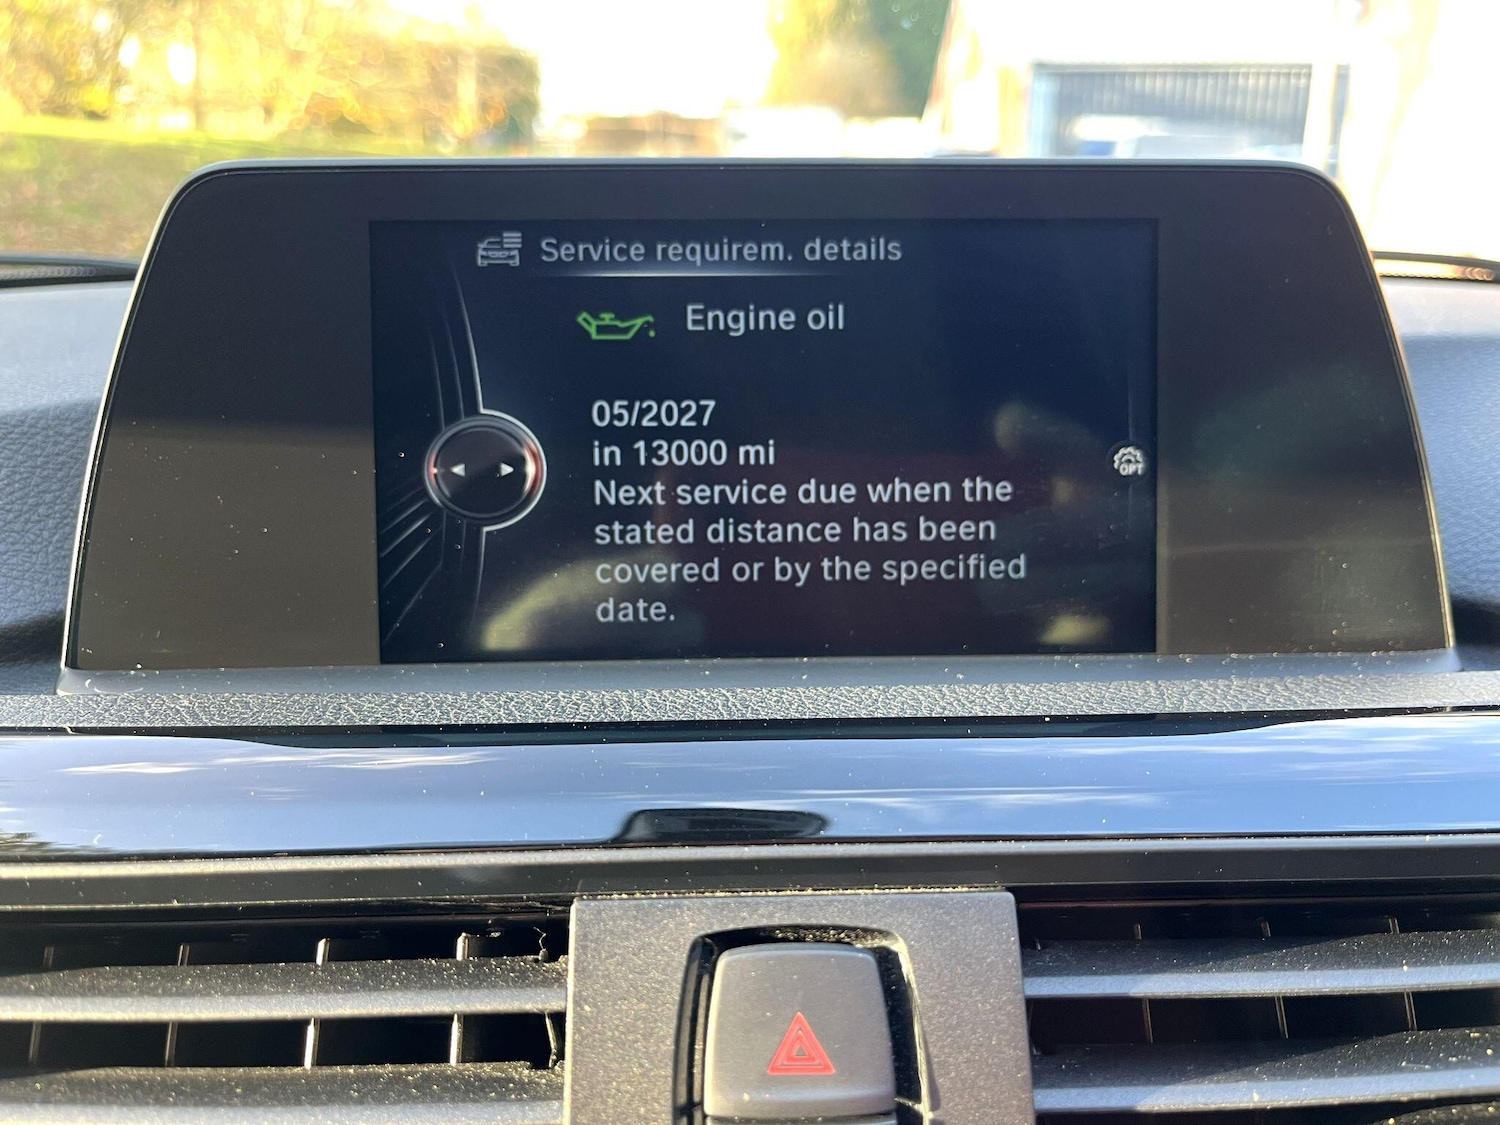 Service requirem. details
Engine oil
05/2027
in 13000 mi
Next service due when the
stated distance has been
covered or by the specified
date.
OPT